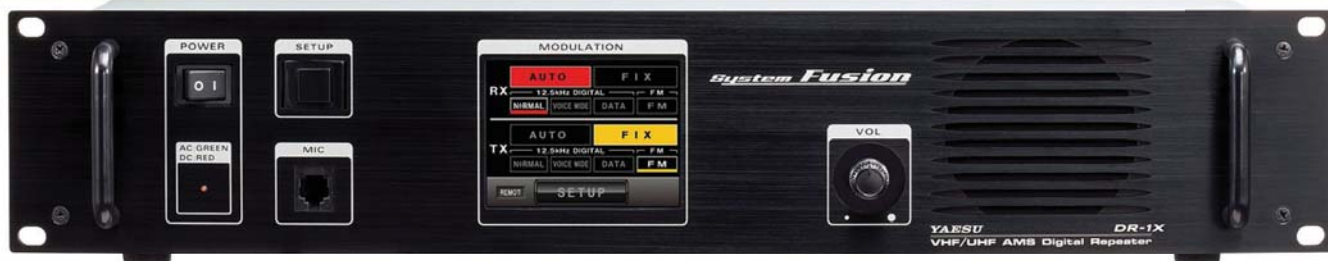 POWER
O I
AC:GREEN
DC:RED
SETUP
MIC
MODULATION
RX
AUTO FIX
12.5kHz DIGITAL FM
NORMAL VOICE WIDE DATA FM
TX
AUTO FIX
12.5kHz DIGITAL FM
NORMAL VOICE WIDE DATA FM
REMOT SETUP
System Fusion
VOL
YAESU DR-1X
VHF/UHF AMS Digital Repeater